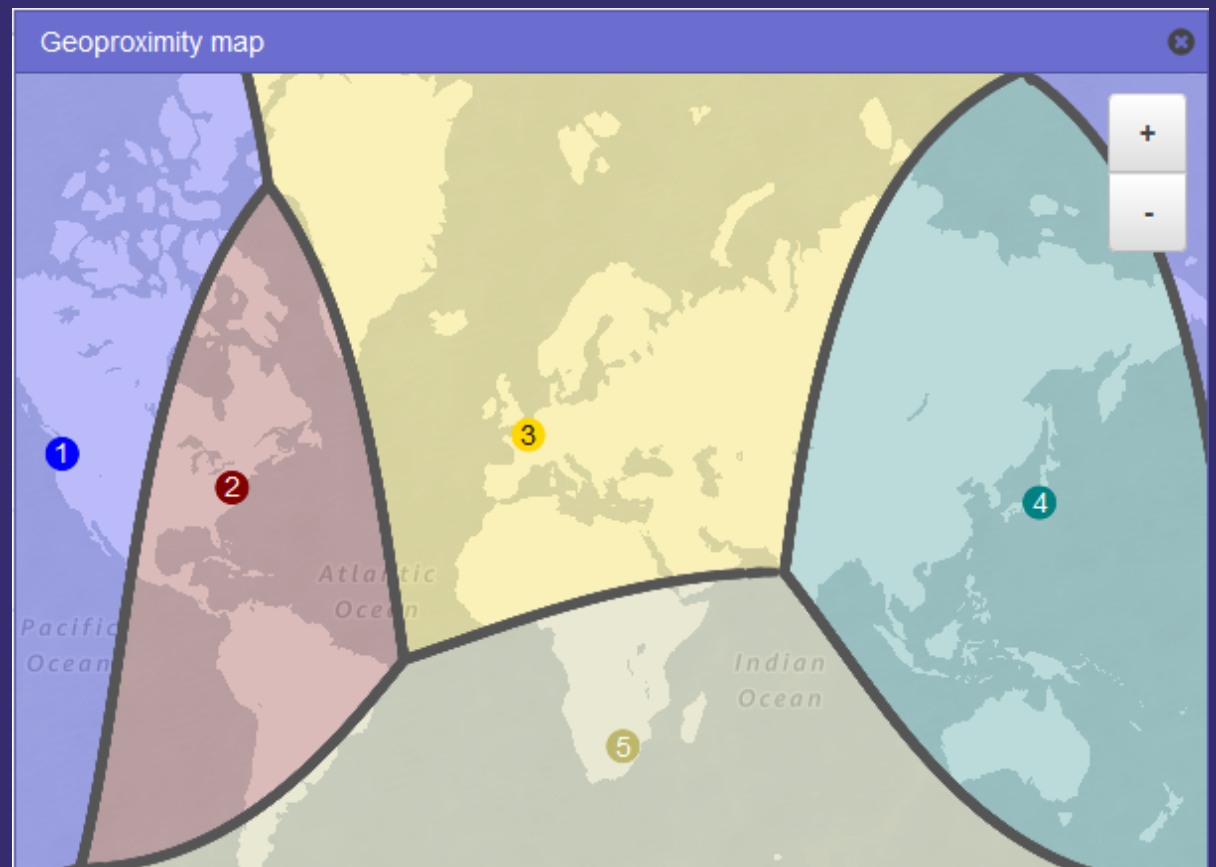 Geoproximity map
+
-
3
1
2
4
Atlantic
Ocean
Pacific
Ocean
Indian
Ocean
5